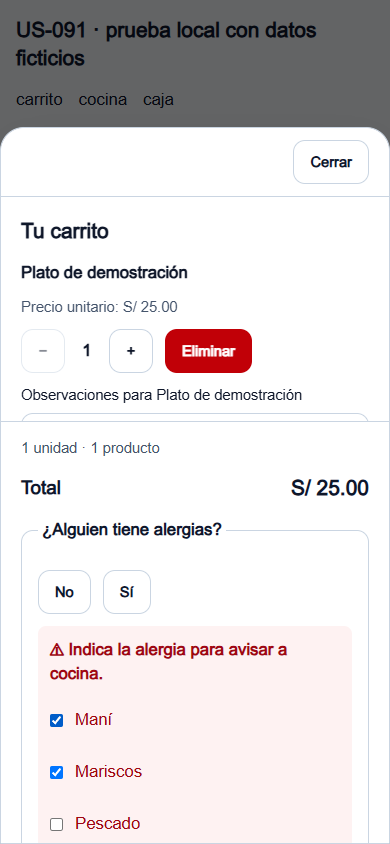 US-091 · prueba local con datos
ficticios
carrito cocina caja
Cerrar
Tu carrito
Plato de demostración
Precio unitario: S/ 25.00
− 1 + Eliminar
Observaciones para Plato de demostración
1 unidad · 1 producto
Total S/ 25.00
¿Alguien tiene alergias?
No Sí
⚠ Indica la alergia para avisar a
cocina.
Maní
Mariscos
Pescado